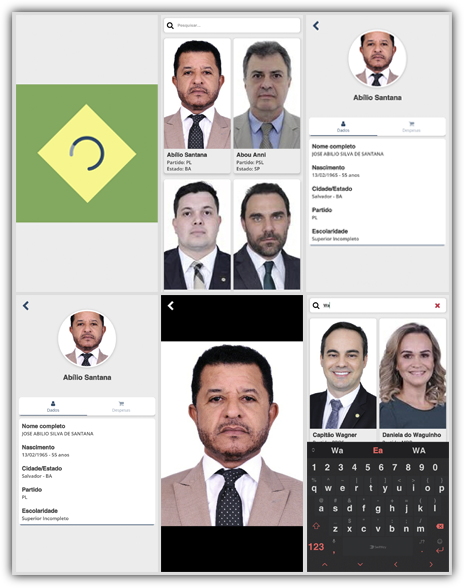 Pesquisar...
Abílio Santana
Partido: PL
Estado: BA
Abou Anni
Partido: PSL
Estado: SP
Abílio Santana
Dados
Despesas
Nome completo
JOSE ABILIO SILVA DE SANTANA
Nascimento
13/02/1965 - 55 anos
Cidade/Estado
Salvador - BA
Partido
PL
Escolaridade
Superior Incompleto
Abílio Santana
Dados
Despesas
Nome completo
JOSE ABILIO SILVA DE SANTANA
Nascimento
13/02/1965 - 55 anos
Cidade/Estado
Salvador - BA
Partido
PL
Escolaridade
Superior Incompleto
Wa
Capitão Wagner
Daniela do Waguinho
Wa Ea WA
1 2 3 4 5 6 7 8 9 0
q w e r t y u i o p
a s d f g h j k l
z x c v b n m
123